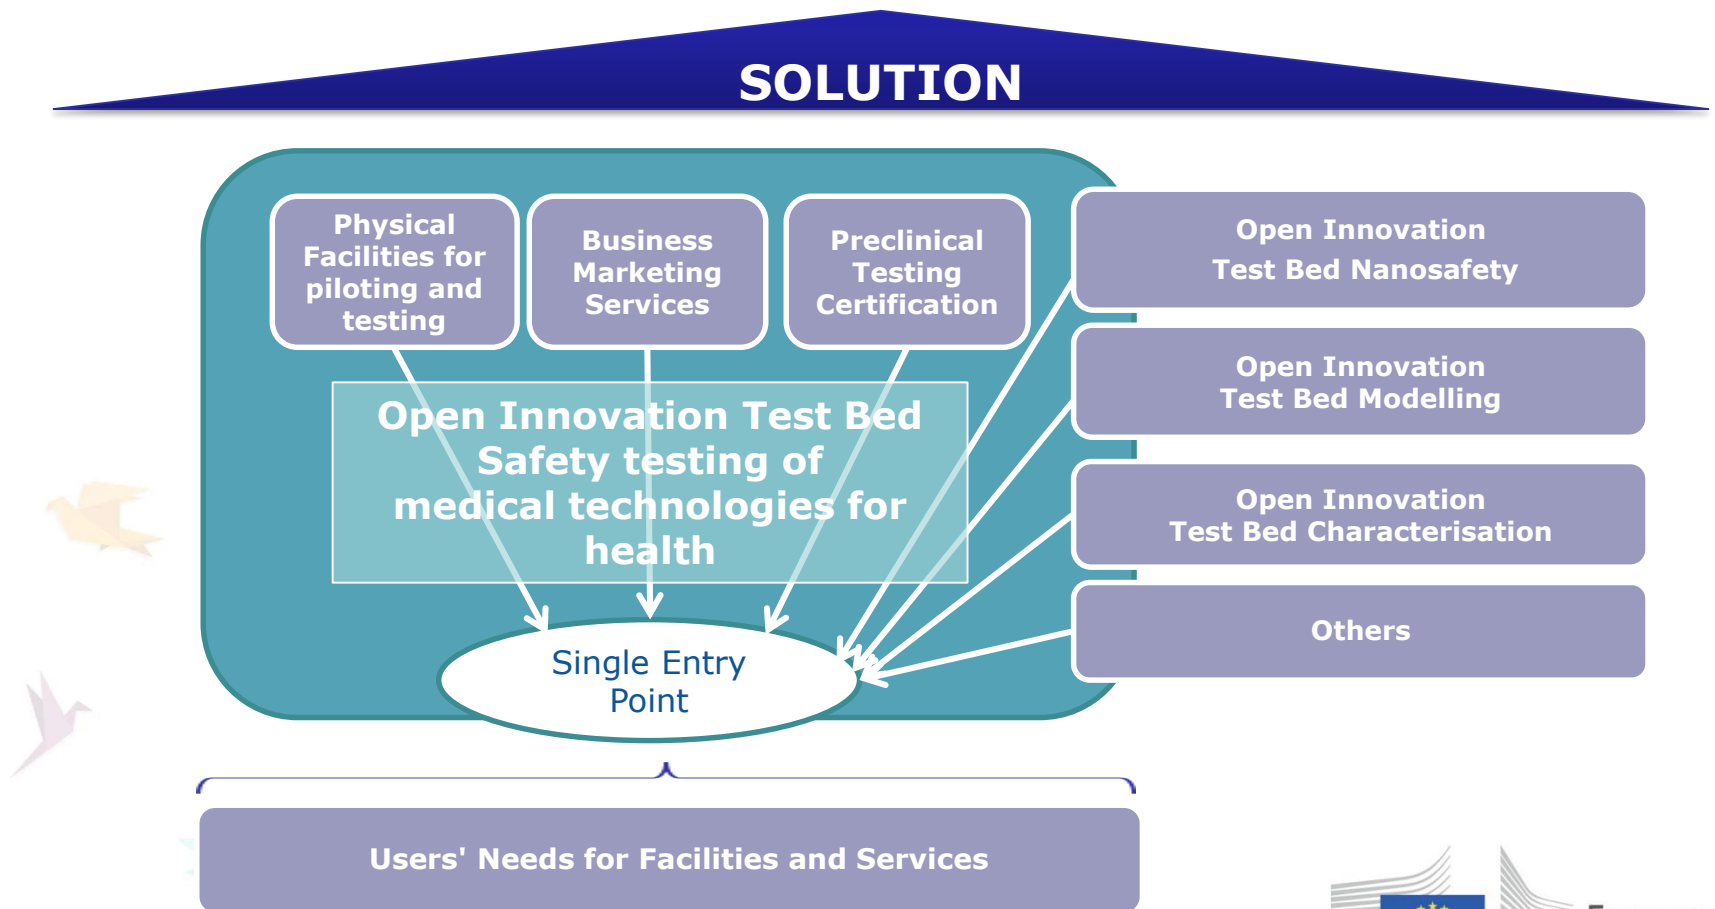 SOLUTION
Physical
Facilities for
piloting and
testing
Business
Marketing
Services
Preclinical
Testing
Certification
Open Innovation
Test Bed Nanosafety
Open Innovation
Test Bed Modelling
Open Innovation
Test Bed Characterisation
Others
Open Innovation Test Bed
Safety testing of
medical technologies for
health
Single Entry
Point
Users' Needs for Facilities and Services